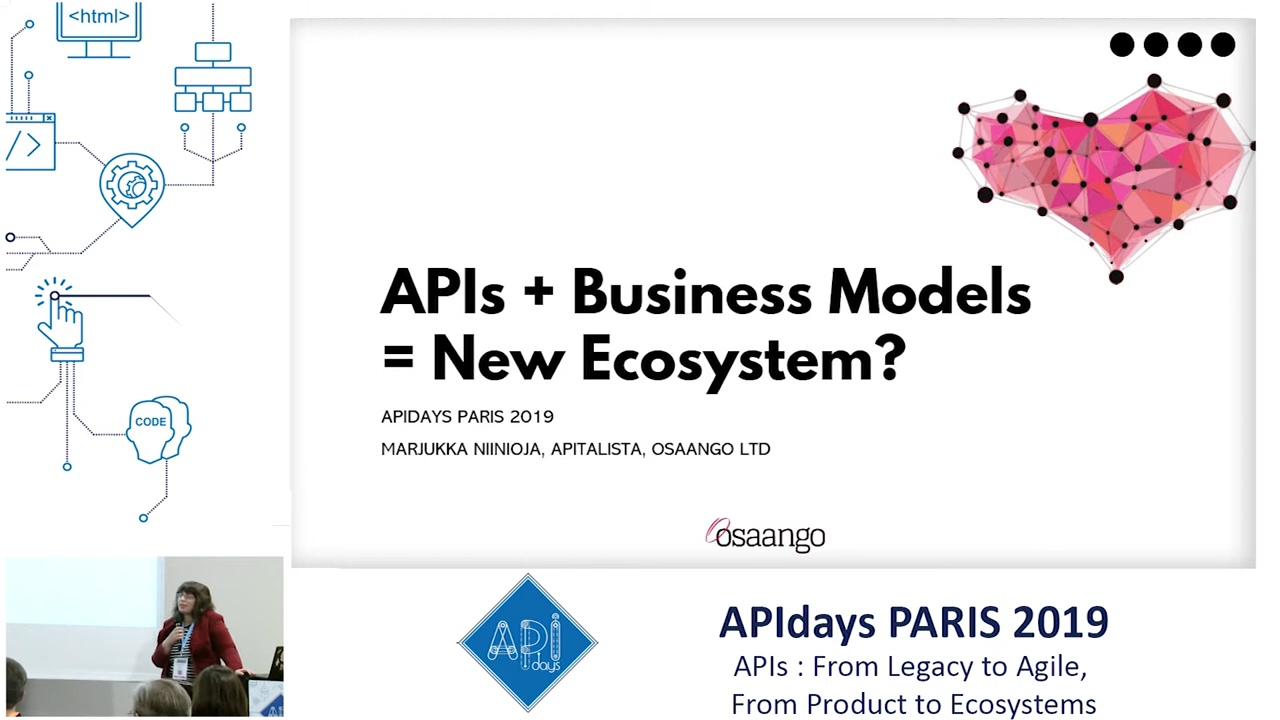 <html>
</>
CODE
APIs + Business Models
= New Ecosystem?
APIDAYS PARIS 2019
MARJUKKA NIINIOJA, APITALISTA, OSAANGO LTD
osaango
API
days
APIdays PARIS 2019
APIs : From Legacy to Agile,
From Product to Ecosystems